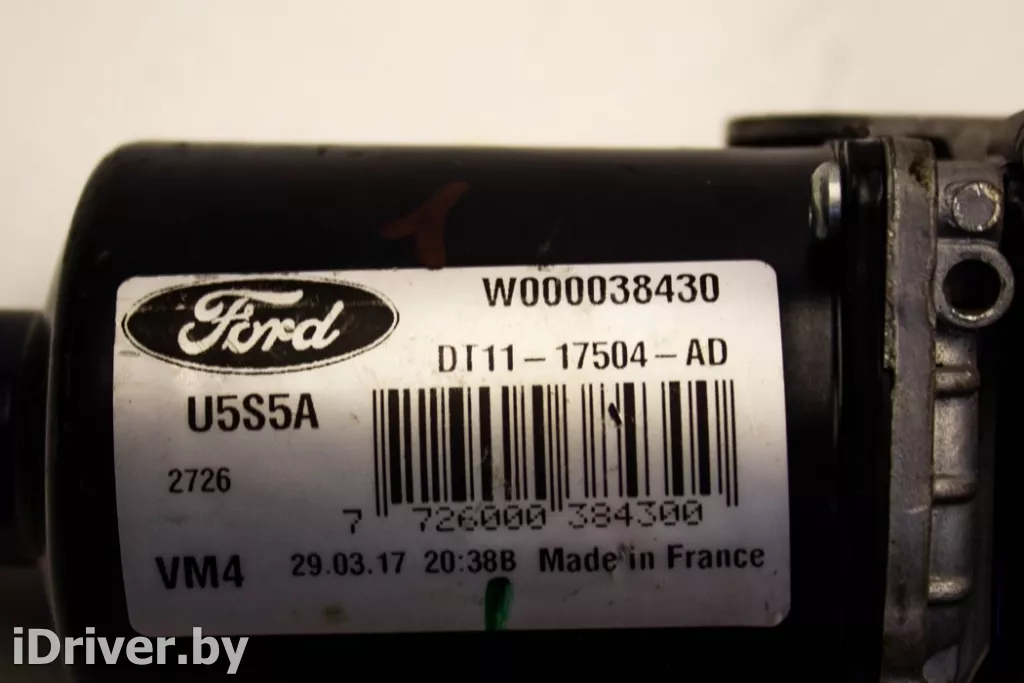 1
Ford
W000038430
DT11-17504-AD
U5S5A
2726
7 726000 384300
VM4 29.03.17 20:38B Made in France
iDriver.by